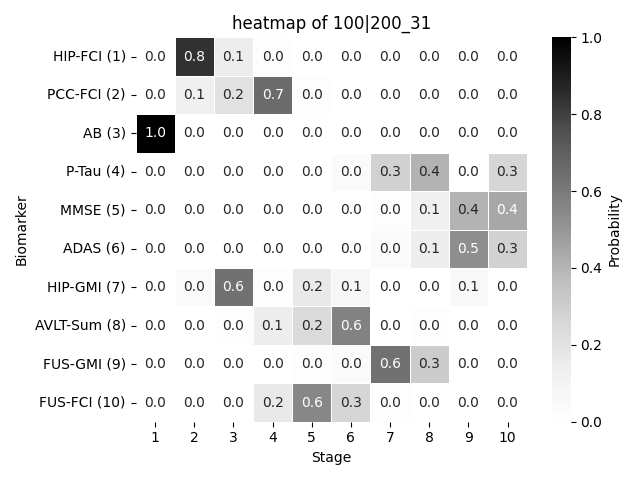 heatmap of 100|200_31
HIP-FCI (1) 0.0 0.8 0.1 0.0 0.0 0.0 0.0 0.0 0.0 0.0
PCC-FCI (2) 0.0 0.1 0.2 0.7 0.0 0.0 0.0 0.0 0.0 0.0
AB (3) 1.0 0.0 0.0 0.0 0.0 0.0 0.0 0.0 0.0 0.0
P-Tau (4) 0.0 0.0 0.0 0.0 0.0 0.0 0.3 0.4 0.0 0.3
MMSE (5) 0.0 0.0 0.0 0.0 0.0 0.0 0.0 0.1 0.4 0.4
ADAS (6) 0.0 0.0 0.0 0.0 0.0 0.0 0.0 0.1 0.5 0.3
HIP-GMI (7) 0.0 0.0 0.6 0.0 0.2 0.1 0.0 0.0 0.1 0.0
AVLT-Sum (8) 0.0 0.0 0.0 0.1 0.2 0.6 0.0 0.0 0.0 0.0
FUS-GMI (9) 0.0 0.0 0.0 0.0 0.0 0.0 0.6 0.3 0.0 0.0
FUS-FCI (10) 0.0 0.0 0.0 0.2 0.6 0.3 0.0 0.0 0.0 0.0
1 2 3 4 5 6 7 8 9 10
Stage
Biomarker
1.0
0.8
0.6
0.4
0.2
0.0
Probability